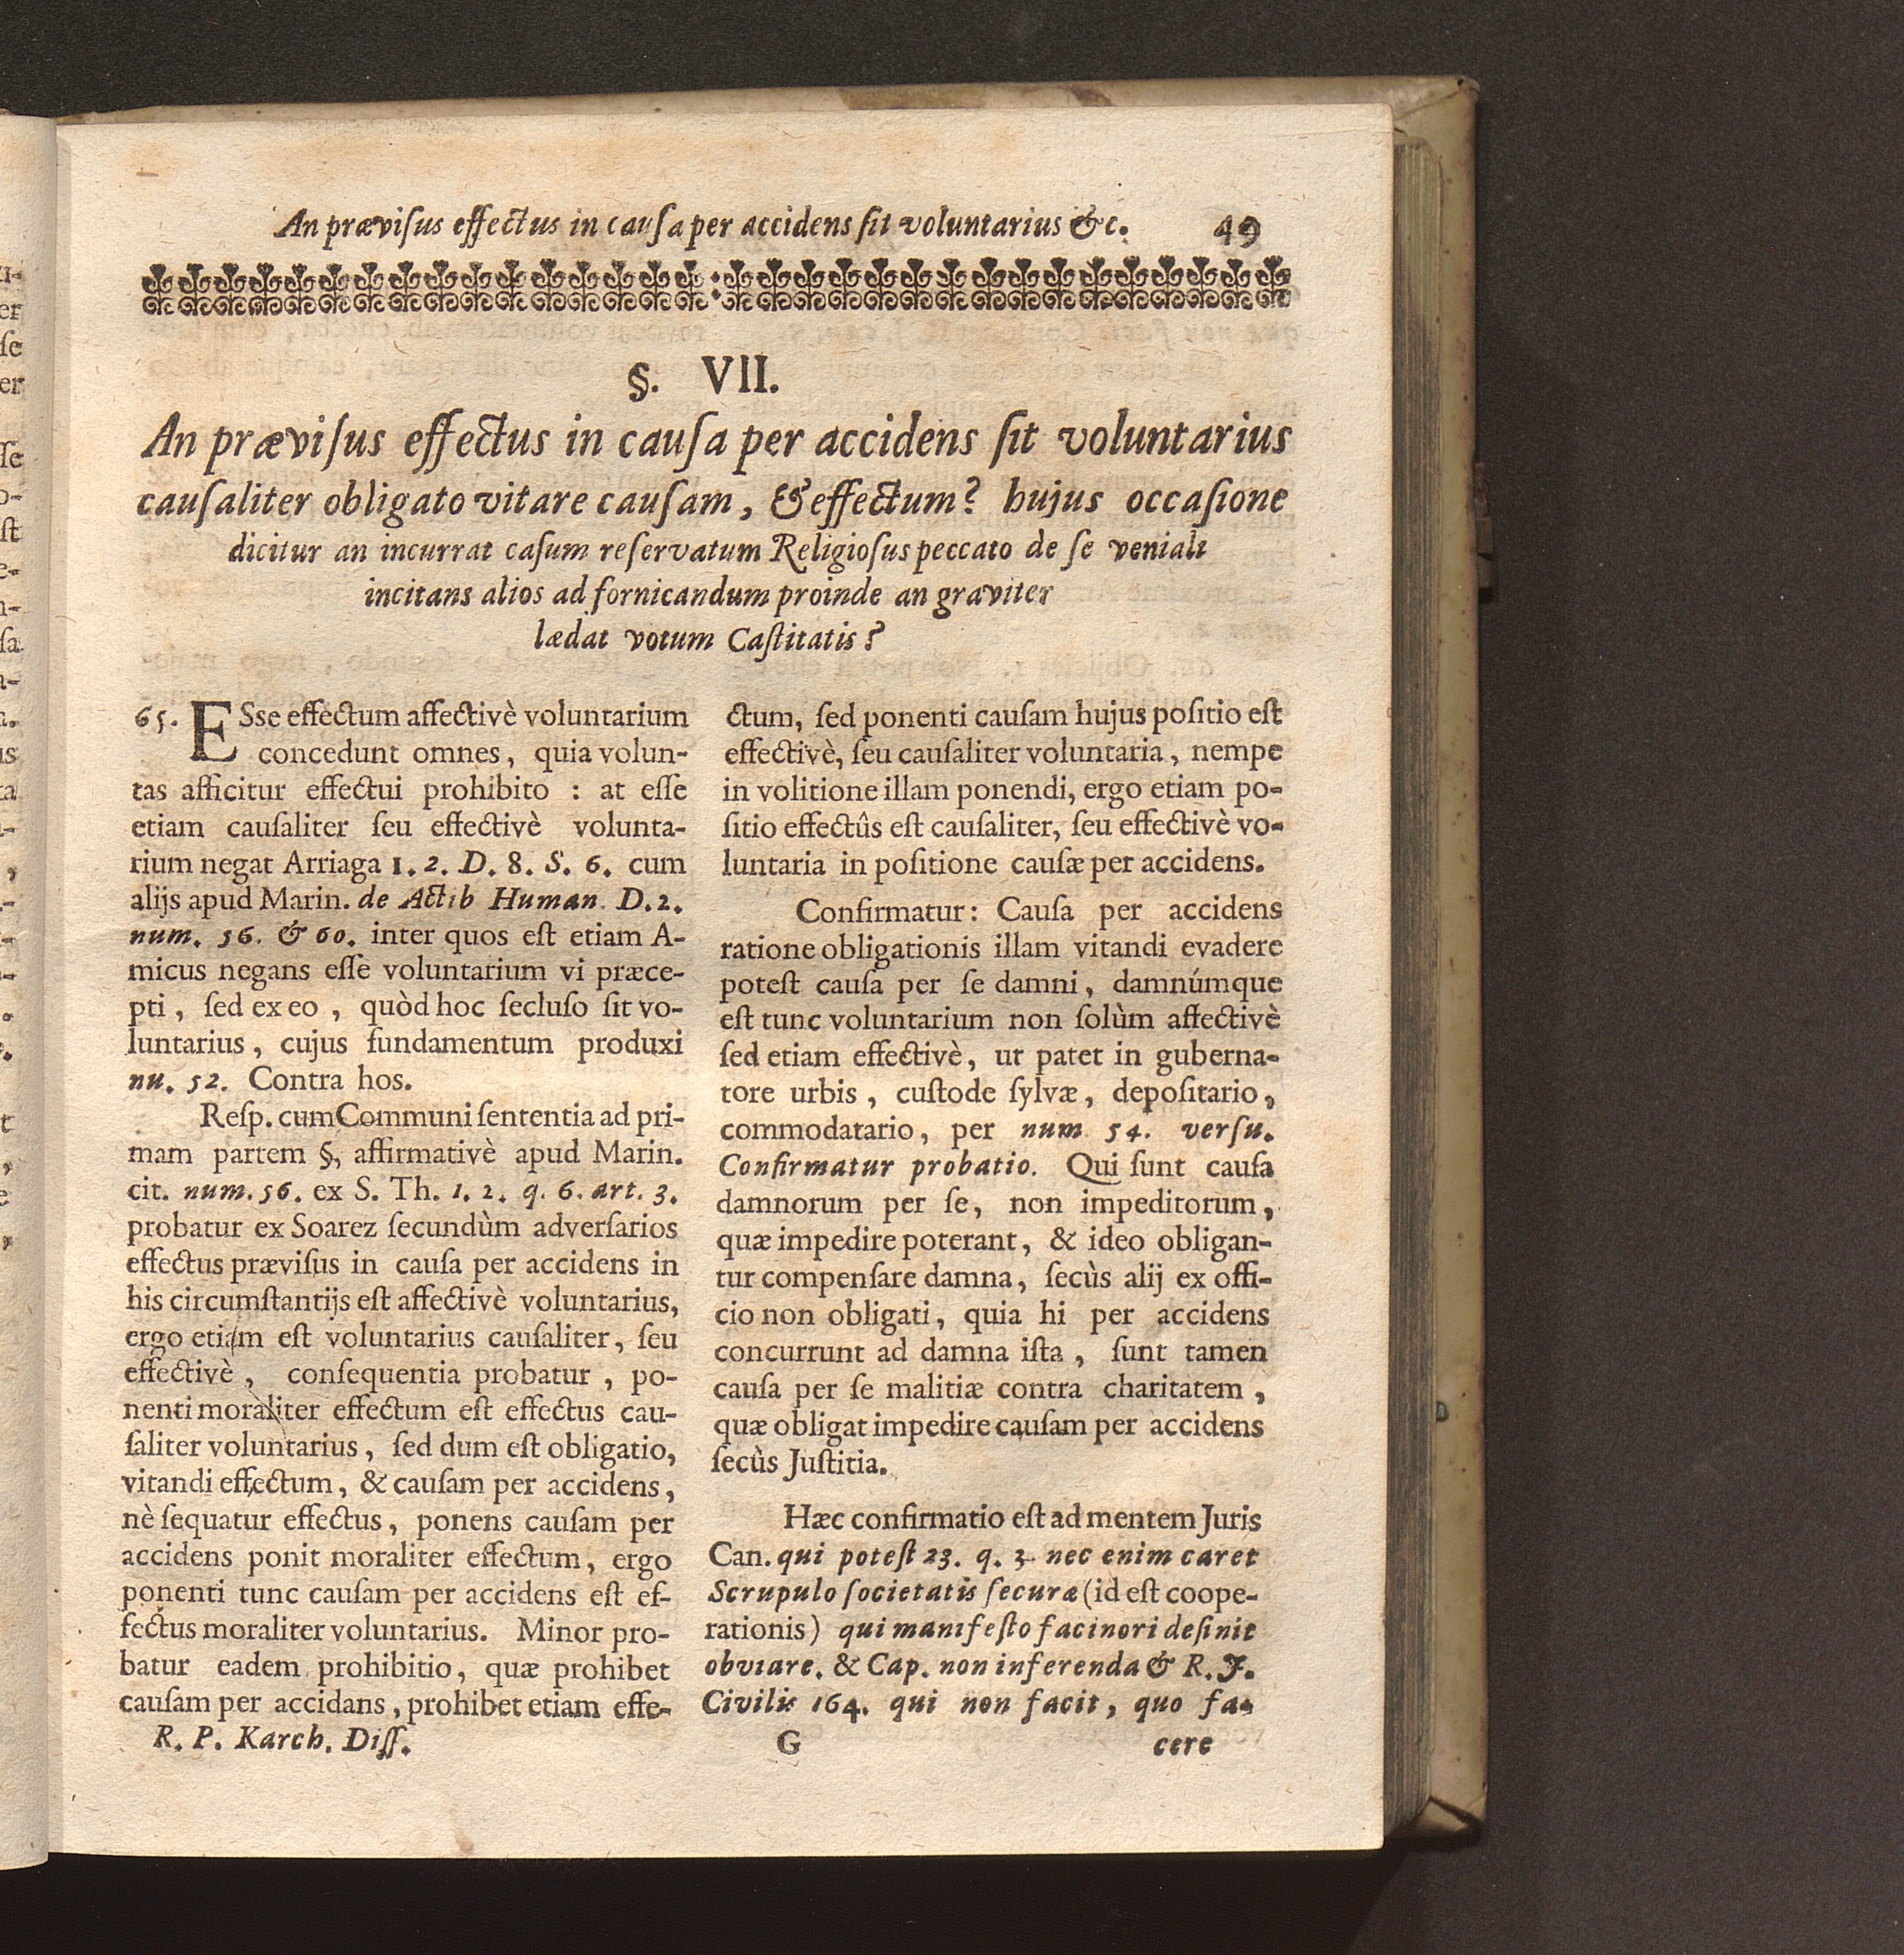 An præviſus effectus in cauſa per accidens ſit voluntarius &c. 49
§. VII.
An præviſus effectus in cauſa per accidens ſit voluntarius
cauſaliter obligato vitare cauſam, & effectum? hujus occaſione
dicitur an incurrat caſum reſervatum Religioſus peccato de ſe veniali
incitans alios ad fornicandum proinde an graviter
lædat votum Caſtitatis?
65. ESse effectum affectivè voluntarium
concedunt omnes, quia volun-
tas afficitur effectui prohibito : at eſſe
etiam cauſaliter ſeu effectivè volunta-
rium negat Arriaga 1. 2. D. 8. S. 6. cum
alijs apud Marin. de Actib Human. D. 2.
num. 56. & 60. inter quos eſt etiam A-
micus negans eſſe voluntarium vi præce-
pti, ſed ex eo, quòd hoc ſecluſo ſit vo-
luntarius, cujus fundamentum produxi
nu. 52. Contra hos.
Reſp. cum Communi ſententia ad pri-
mam partem §, affirmativè apud Marin.
cit. num. 56. ex S. Th. 1. 2. q. 6. art. 3.
probatur ex Soarez ſecundùm adverſarios
effectus præviſus in cauſa per accidens in
his circumſtantijs eſt affectivè voluntarius,
ergo etiam eſt voluntarius cauſaliter, ſeu
effectivè, conſequentia probatur, po-
nenti moràliter effectum eſt effectus cau-
ſaliter voluntarius, ſed dum eſt obligatio,
vitandi effectum, & cauſam per accidens,
nè ſequatur effectus, ponens cauſam per
accidens ponit moraliter effectum, ergo
ponenti tunc cauſam per accidens eſt ef-
fectus moraliter voluntarius. Minor pro-
batur eadem prohibitio, quæ prohibet
cauſam per accidans, prohibet etiam effe-
R. P. Karch. Diſſ.
ctum, ſed ponenti cauſam hujus poſitio eſt
effectivè, ſeu cauſaliter voluntaria, nempe
in volitione illam ponendi, ergo etiam po-
ſitio effectûs eſt cauſaliter, ſeu effectivè vo-
luntaria in poſitione cauſæ per accidens.
Confirmatur: Cauſa per accidens
ratione obligationis illam vitandi evadere
poteſt cauſa per ſe damni, damnúmque
eſt tunc voluntarium non ſolùm affectivè
ſed etiam effectivè, ut patet in guberna-
tore urbis, cuſtode ſylvæ, depoſitario,
commodatario, per num 54. verſu.
Confirmatur probatio. Qui ſunt cauſa
damnorum per ſe, non impeditorum,
quæ impedire poterant, & ideo obligan-
tur compenſare damna, ſecùs alij ex offi-
cio non obligati, quia hi per accidens
concurrunt ad damna iſta, ſunt tamen
cauſa per ſe malitiæ contra charitatem,
quæ obligat impedire cauſam per accidens
ſecùs Juſtitia.
Hæc confirmatio eſt ad mentem Juris
Can. qui poteſt 23. q. 3. nec enim caret
Scrupulo ſocietatis ſecuræ (id eſt coope-
rationis) qui manifeſto facinori deſinit
obviare. & Cap. non inferenda & R. J.
Civilis 164. qui non facit, quo fa-
G cere